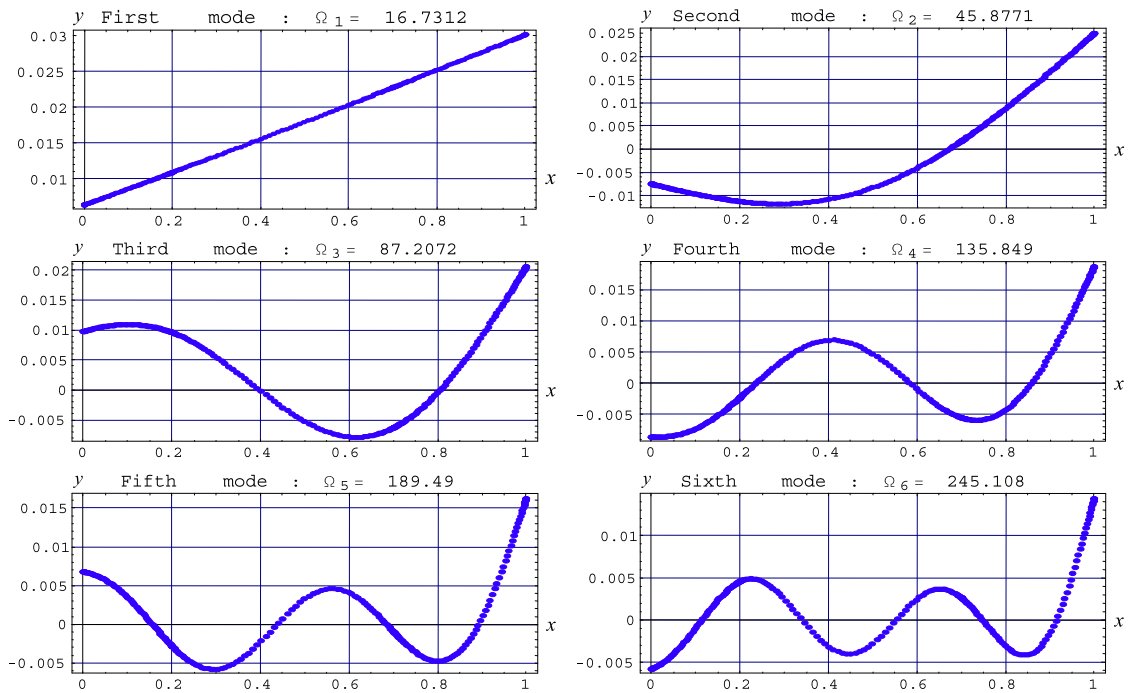 y First mode : Ω 1 = 16.7312
0.03
0.025
0.02
0.015
0.01
0 0.2 0.4 0.6 0.8 1
x
y Second mode : Ω 2 = 45.8771
0.025
0.02
0.015
0.01
0.005
0
-0.005
-0.01
0 0.2 0.4 0.6 0.8 1
x
y Third mode : Ω 3 = 87.2072
0.02
0.015
0.01
0.005
0
-0.005
0 0.2 0.4 0.6 0.8 1
x
y Fourth mode : Ω 4 = 135.849
0.015
0.01
0.005
0
-0.005
0 0.2 0.4 0.6 0.8 1
x
y Fifth mode : Ω 5 = 189.49
0.015
0.01
0.005
0
-0.005
0 0.2 0.4 0.6 0.8 1
x
y Sixth mode : Ω 6 = 245.108
0.01
0.005
0
-0.005
0 0.2 0.4 0.6 0.8 1
x